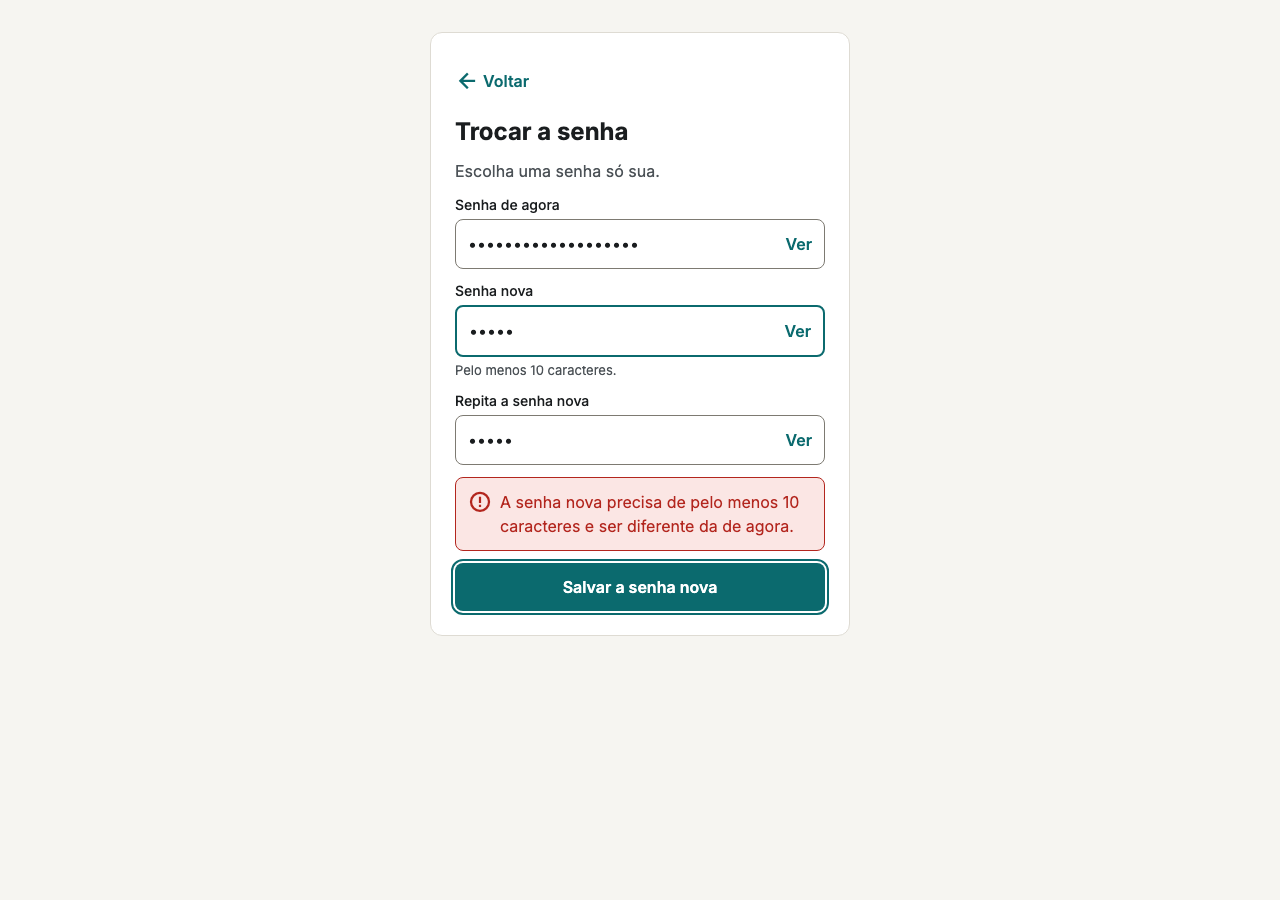 Voltar
Trocar a senha
Escolha uma senha só sua.
Senha de agora
••••••••••••••••••• Ver
Senha nova
••••• Ver
Pelo menos 10 caracteres.
Repita a senha nova
••••• Ver
A senha nova precisa de pelo menos 10
caracteres e ser diferente da de agora.
Salvar a senha nova